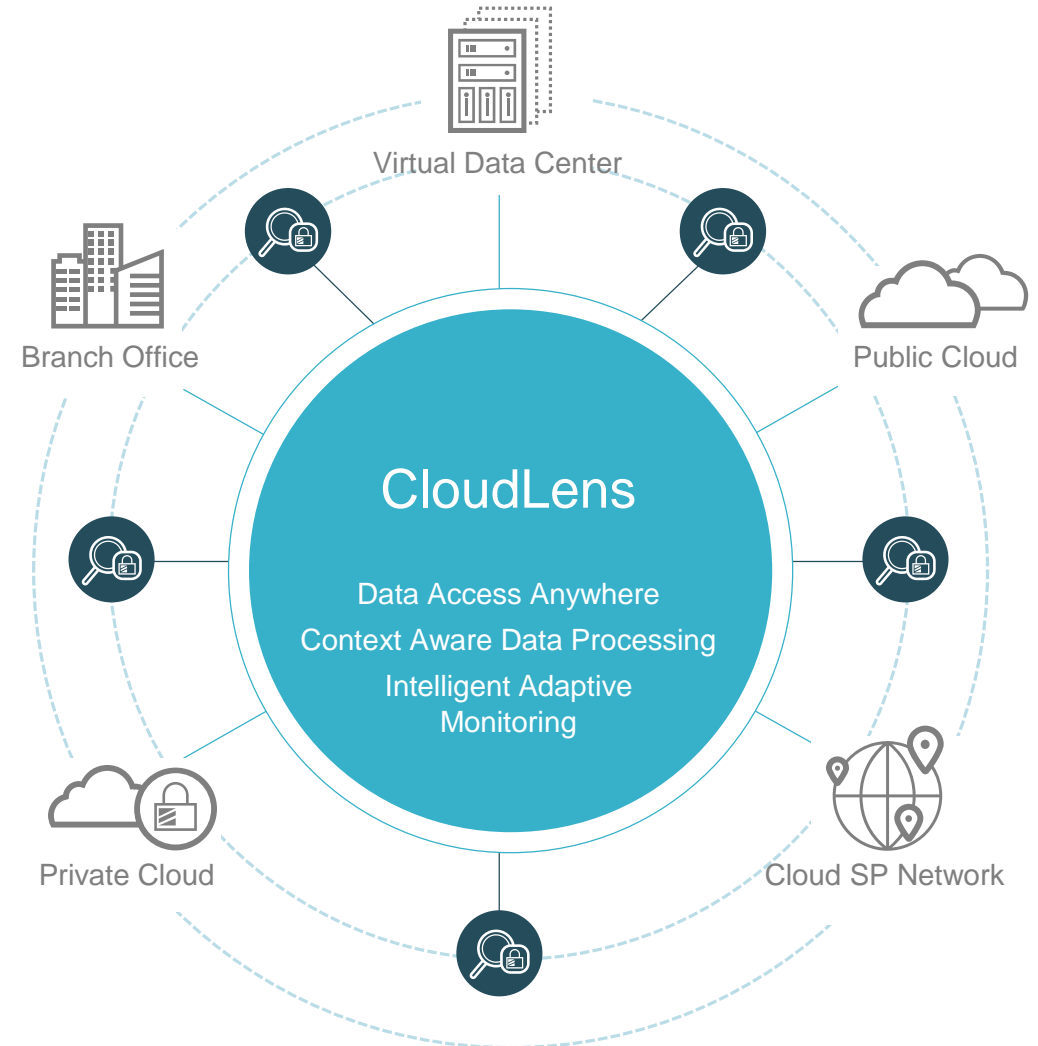 Virtual Data Center
Branch Office
Public Cloud
CloudLens
Data Access Anywhere
Context Aware Data Processing
Intelligent Adaptive
Monitoring
Private Cloud
Cloud SP Network